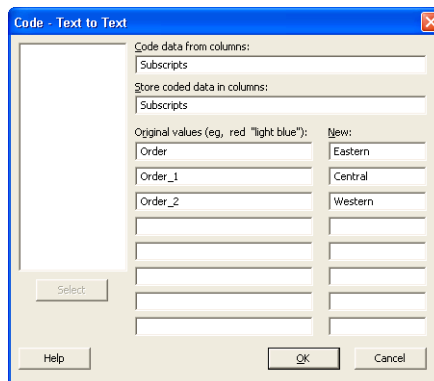 Code - Text to Text
Code data from columns:
Subscripts
Store coded data in columns:
Subscripts
Original values (eg, red "light blue"): New:
Order Eastern
Order_1 Central
Order_2 Western
Select
Help OK Cancel